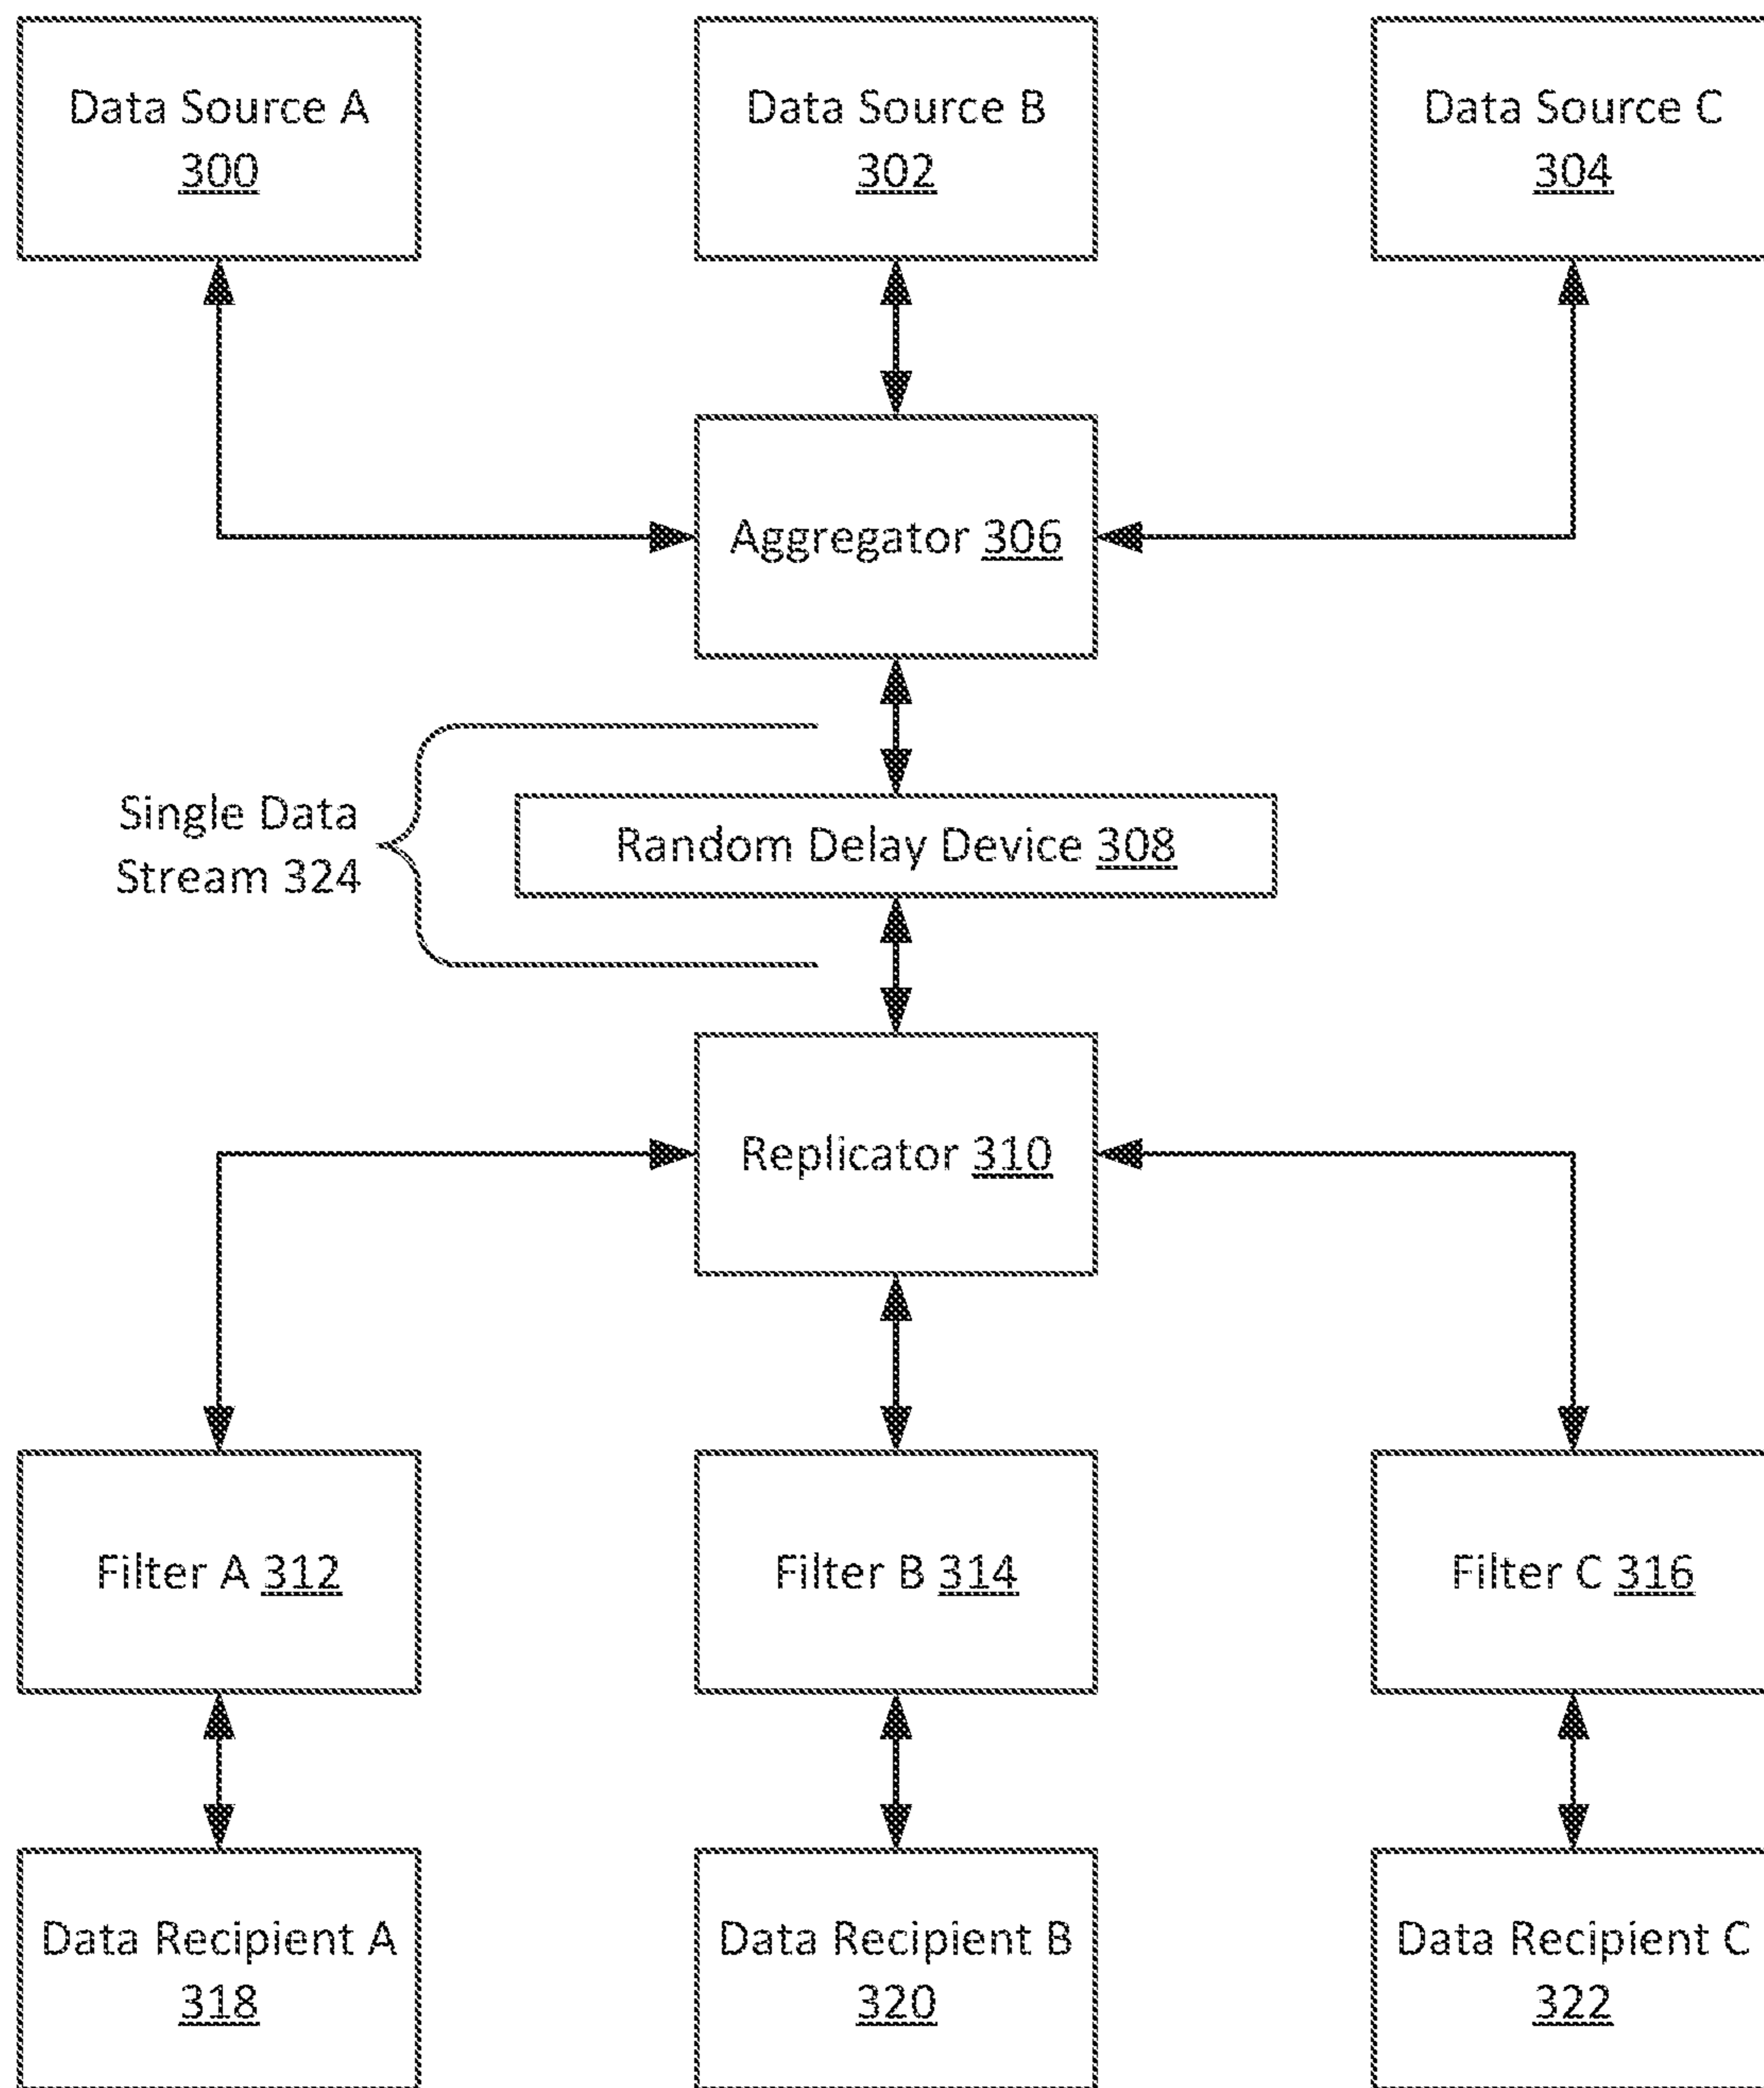 Data Source A
300
Data Source B
302
Data Source C
304
Aggregator 306
Single Data
Stream 324
Random Delay Device 308
Replicator 310
Filter A 312
Filter B 314
Filter C 316
Data Recipient A
318
Data Recipient B
320
Data Recipient C
322